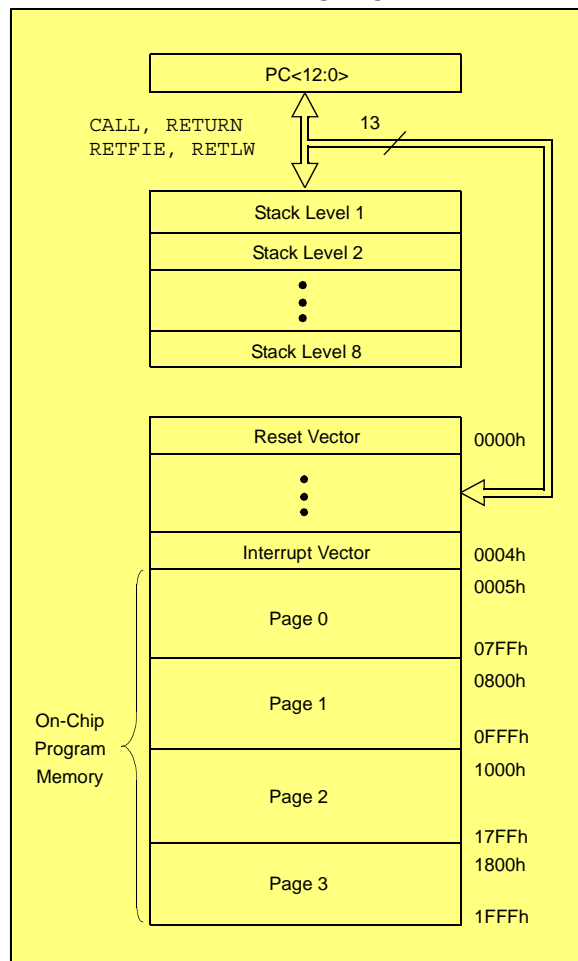 PC<12:0>
CALL, RETURN
RETFIE, RETLW
13
Stack Level 1
Stack Level 2
Stack Level 8
Reset Vector
0000h
Interrupt Vector
0004h
0005h
Page 0
07FFh
0800h
Page 1
0FFFh
1000h
Page 2
17FFh
1800h
Page 3
1FFFh
On-Chip
Program
Memory